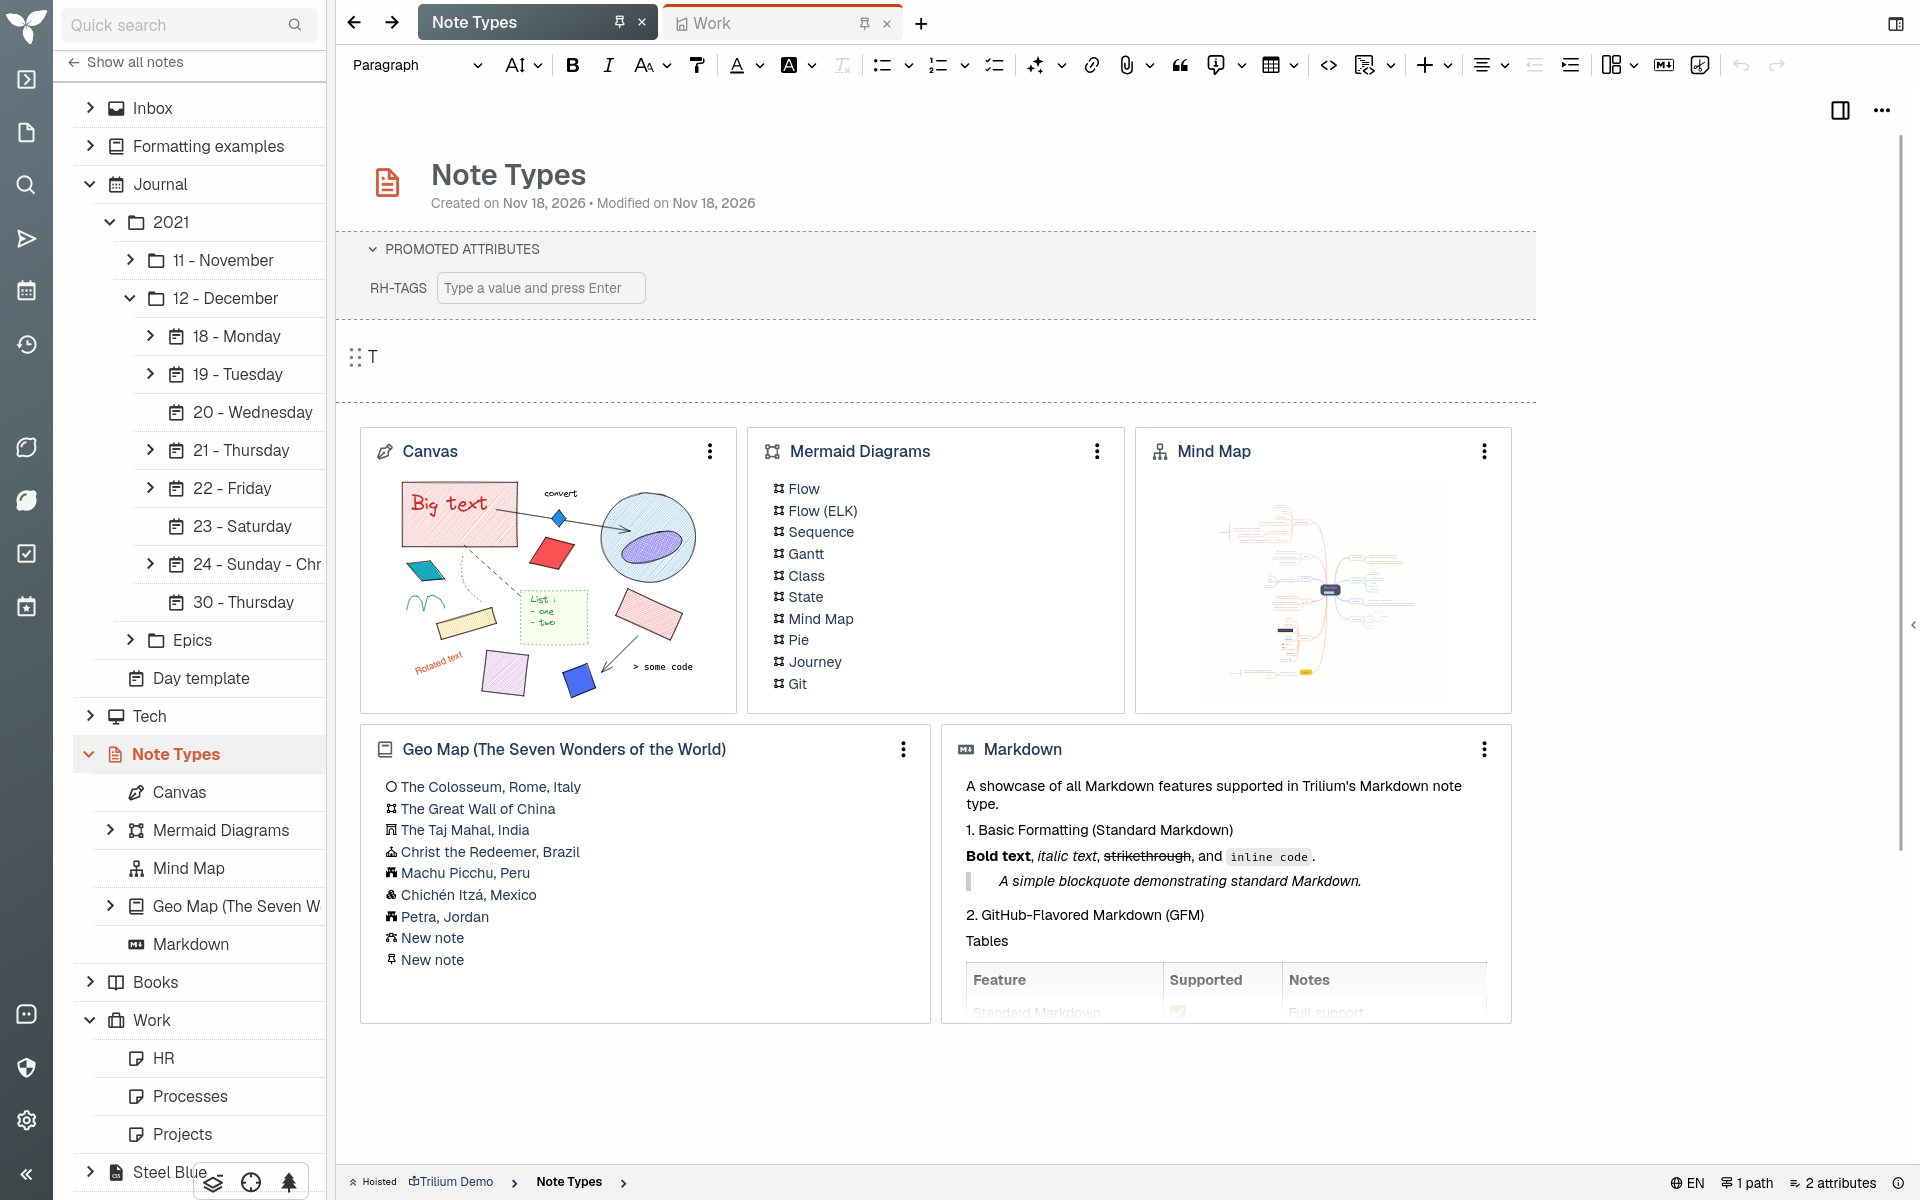 Quick search
Note Types
Work
Show all notes
Paragraph
Inbox
Formatting examples
Journal
2021
11 - November
12 - December
18 - Monday
19 - Tuesday
20 - Wednesday
21 - Thursday
22 - Friday
23 - Saturday
24 - Sunday - Chr
30 - Thursday
Epics
Day template
Tech
Note Types
Canvas
Mermaid Diagrams
Mind Map
Geo Map (The Seven W
Markdown
Books
Work
HR
Processes
Projects
Steel Blue
Note Types
Created on Nov 18, 2026 • Modified on Nov 18, 2026
PROMOTED ATTRIBUTES
RH-TAGS
Type a value and press Enter
T
Canvas
Big text
convert
List :
- one
- two
Rotated text
> some code
Mermaid Diagrams
Flow
Flow (ELK)
Sequence
Gantt
Class
State
Mind Map
Pie
Journey
Git
Mind Map
Geo Map (The Seven Wonders of the World)
The Colosseum, Rome, Italy
The Great Wall of China
The Taj Mahal, India
Christ the Redeemer, Brazil
Machu Picchu, Peru
Chichén Itzá, Mexico
Petra, Jordan
New note
New note
Markdown
A showcase of all Markdown features supported in Trilium's Markdown note
type.
1. Basic Formatting (Standard Markdown)
Bold text, italic text, strikethrough, and inline code.
A simple blockquote demonstrating standard Markdown.
2. GitHub-Flavored Markdown (GFM)
Tables
Feature Supported Notes
Standard Markdown Full support
Hoisted Trilium Demo Note Types
EN 1 path 2 attributes